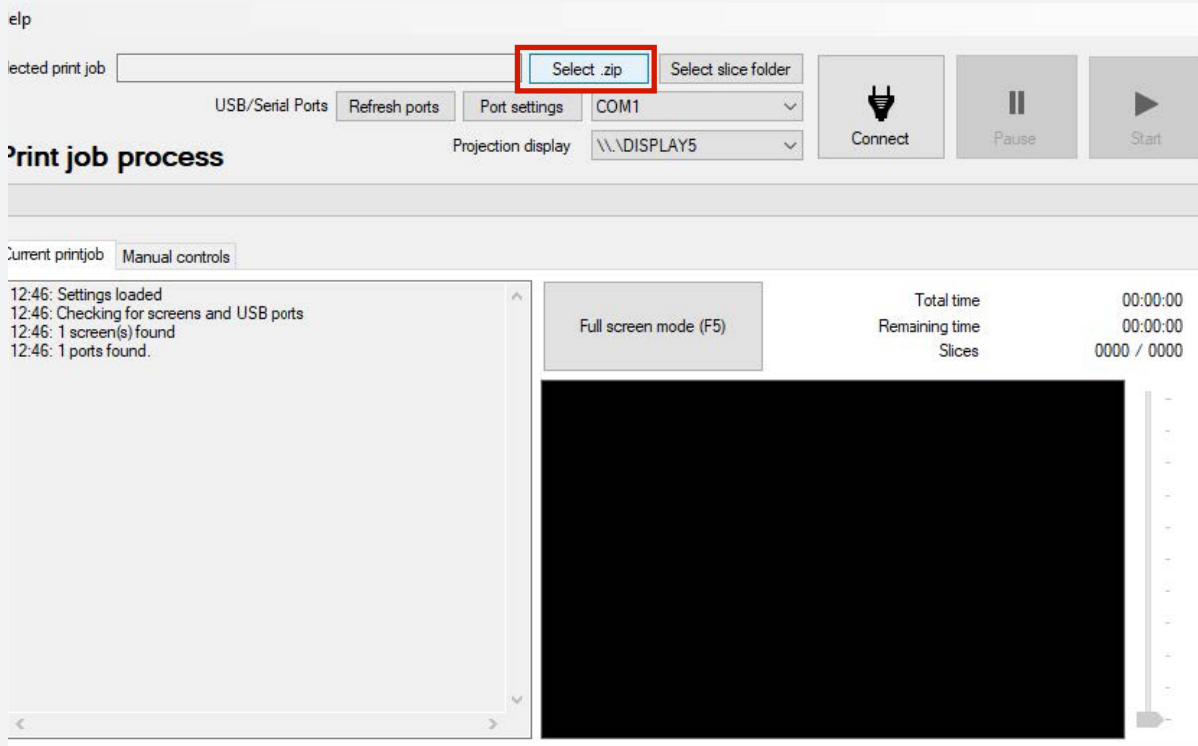 elp
lected print job Select .zip Select slice folder
USB/Serial Ports Refresh ports Port settings COM1
Projection display \\.\DISPLAY5
Connect Pause Start
Print job process
Current printjob Manual controls
12:46: Settings loaded
12:46: Checking for screens and USB ports
12:46: 1 screen(s) found
12:46: 1 ports found.
Full screen mode (F5)
Total time 00:00:00
Remaining time 00:00:00
Slices 0000 / 0000